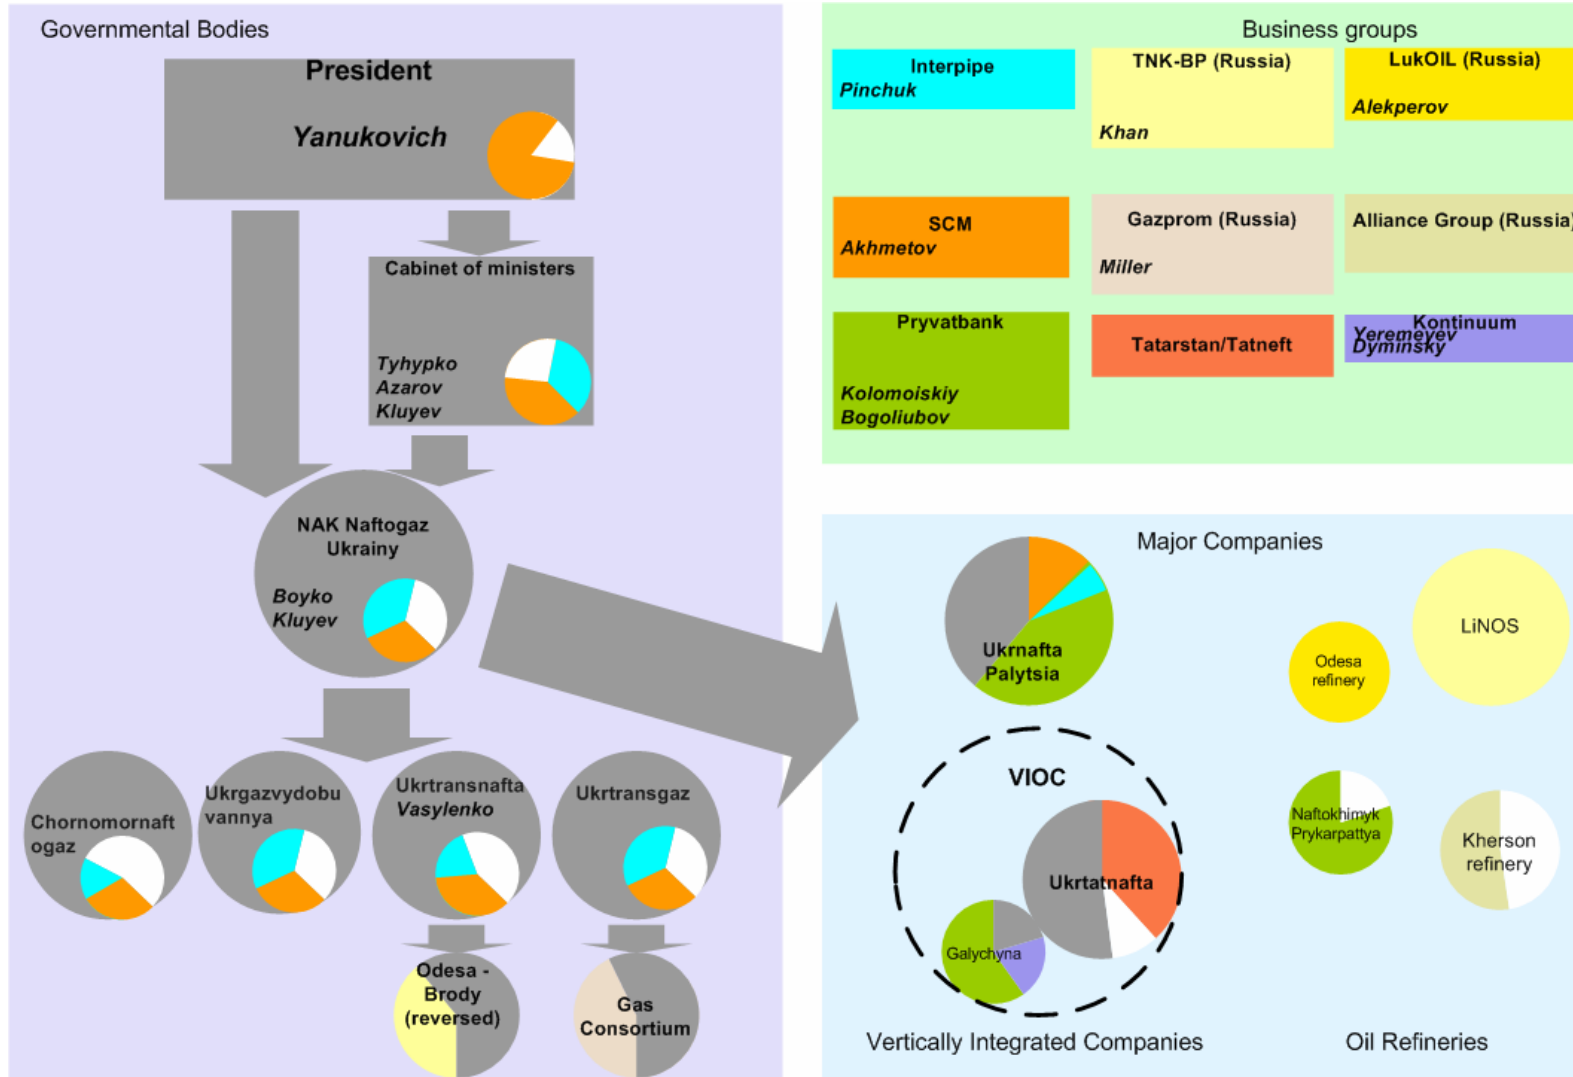 Governmental Bodies
President
Yanukovich
Cabinet of ministers
Tyhypko
Azarov
Kluyev
NAK Naftogaz
Ukrainy
Boyko
Kluyev
Chornomornaft
ogaz
Ukrgazvydobu
vannya
Ukrtransnafta
Vasylenko
Ukrtransgaz
Odesa -
Brody
(reversed)
Gas
Consortium
Business groups
Interpipe
Pinchuk
TNK-BP (Russia)
Khan
LukOIL (Russia)
Alekperov
SCM
Akhmetov
Gazprom (Russia)
Miller
Alliance Group (Russia)
Pryvatbank
Kolomoiskiy
Bogoliubov
Tatarstan/Tatneft
Kontinuum
Yeremeyev
Dyminsky
Major Companies
Ukrnafta
Palytsia
LiNOS
Odesa
refinery
VIOC
Ukrtatnafta
Galychyna
Naftokhimyk
Prykarpattya
Kherson
refinery
Vertically Integrated Companies
Oil Refineries